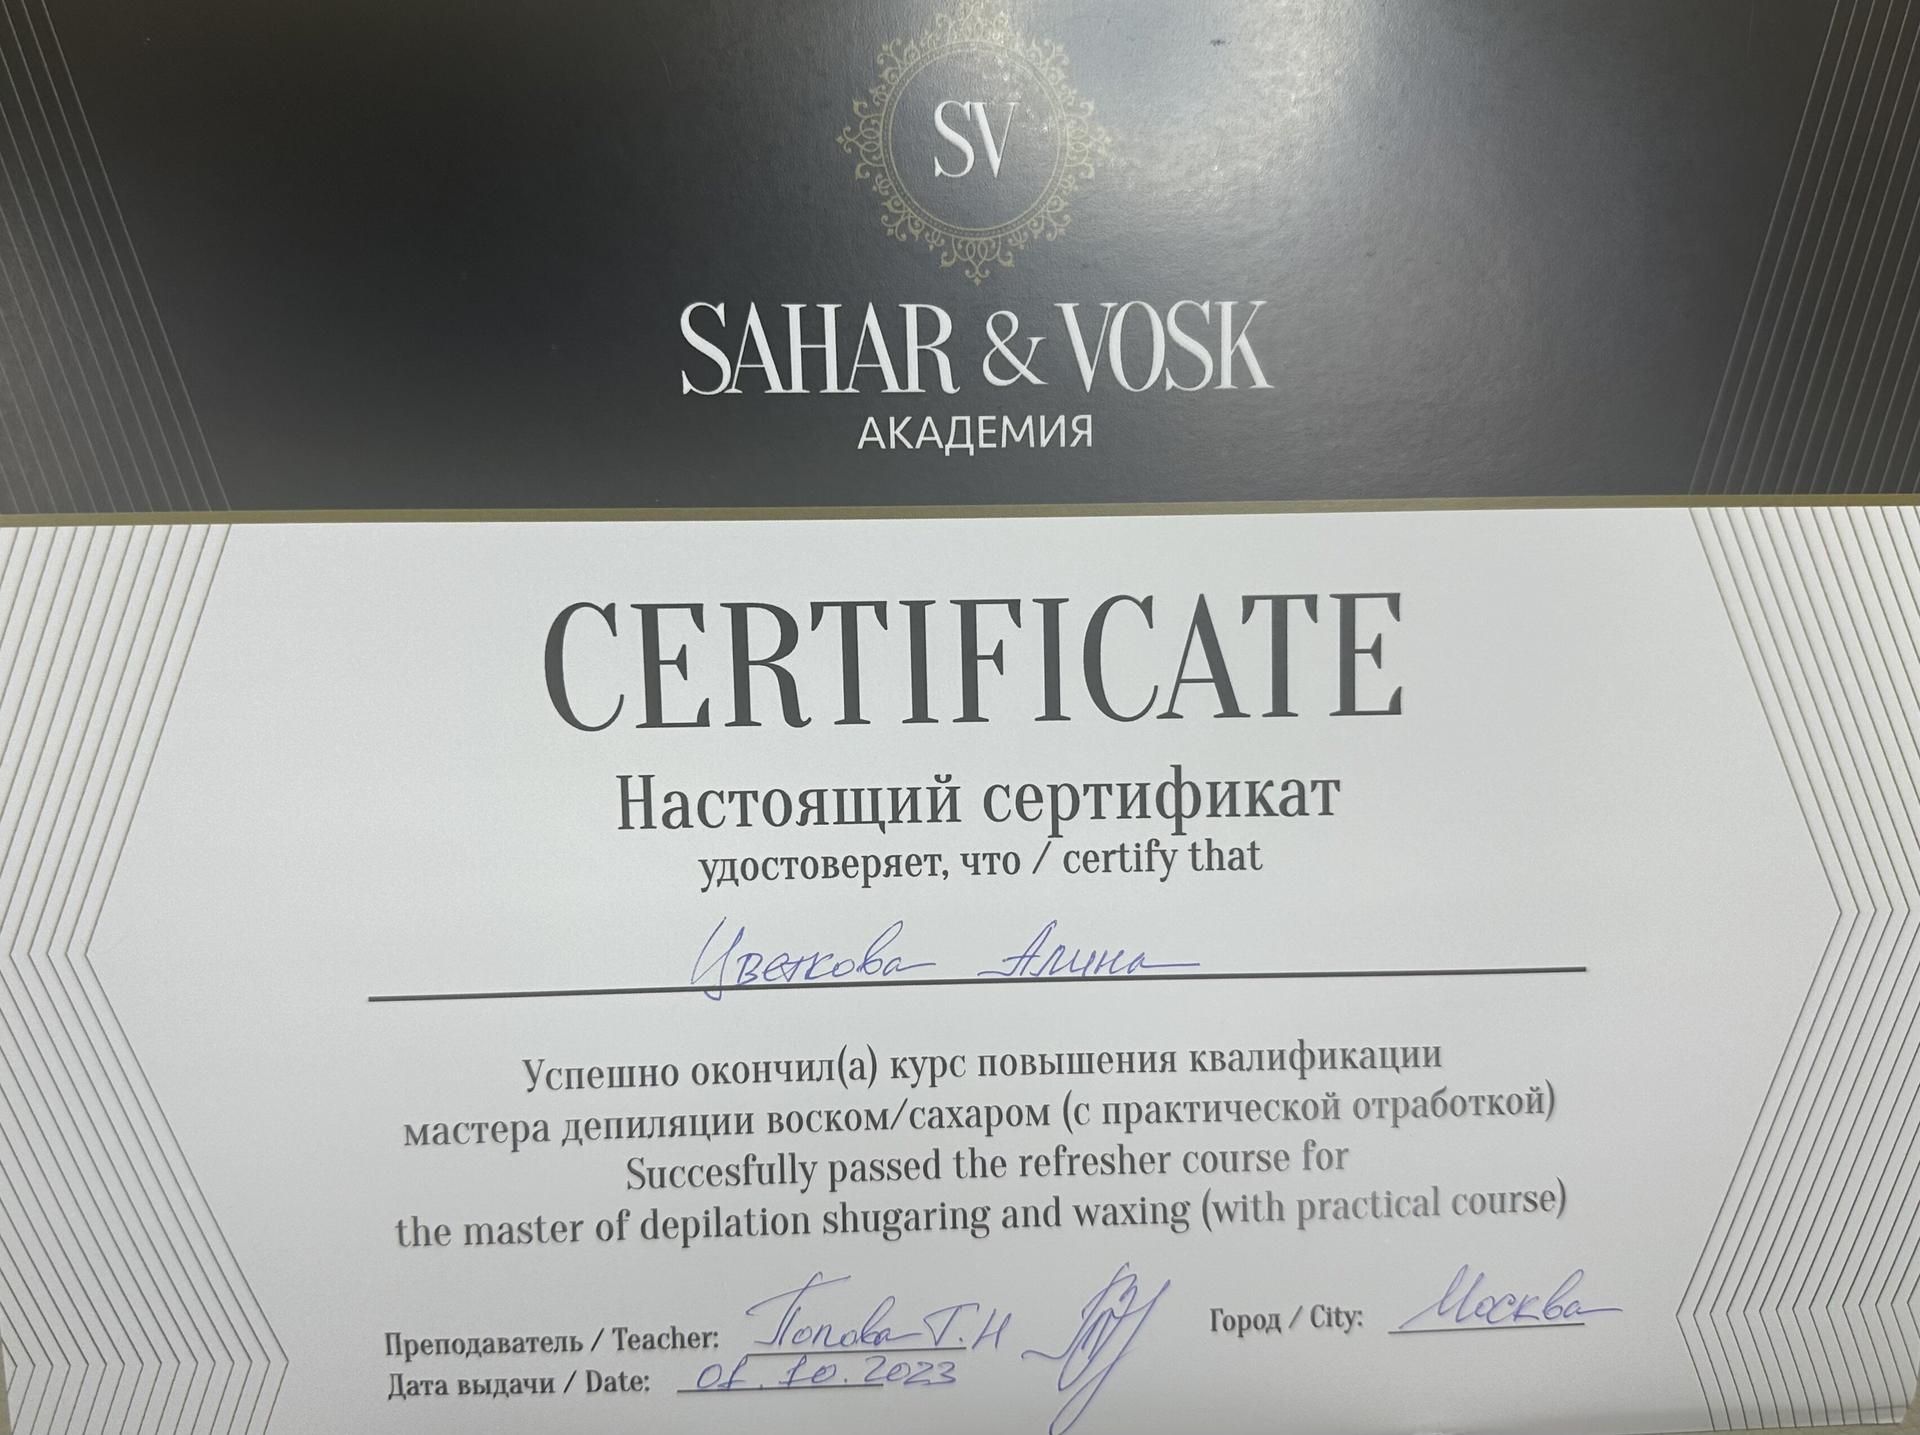 SV
SAHAR & VOSK
АКАДЕМИЯ
CERTIFICATE
Настоящий сертификат
удостоверяет, что / certify that
Цветкова Алина
Успешно окончил(а) курс повышения квалификации
мастера депиляции воском/сахаром (с практической отработкой)
Succesfully passed the refresher course for
the master of depilation shugaring and waxing (with practical course)
Преподаватель / Teacher: Попова Т.Н Город / City: Москва
Дата выдачи / Date: 01.10.2023